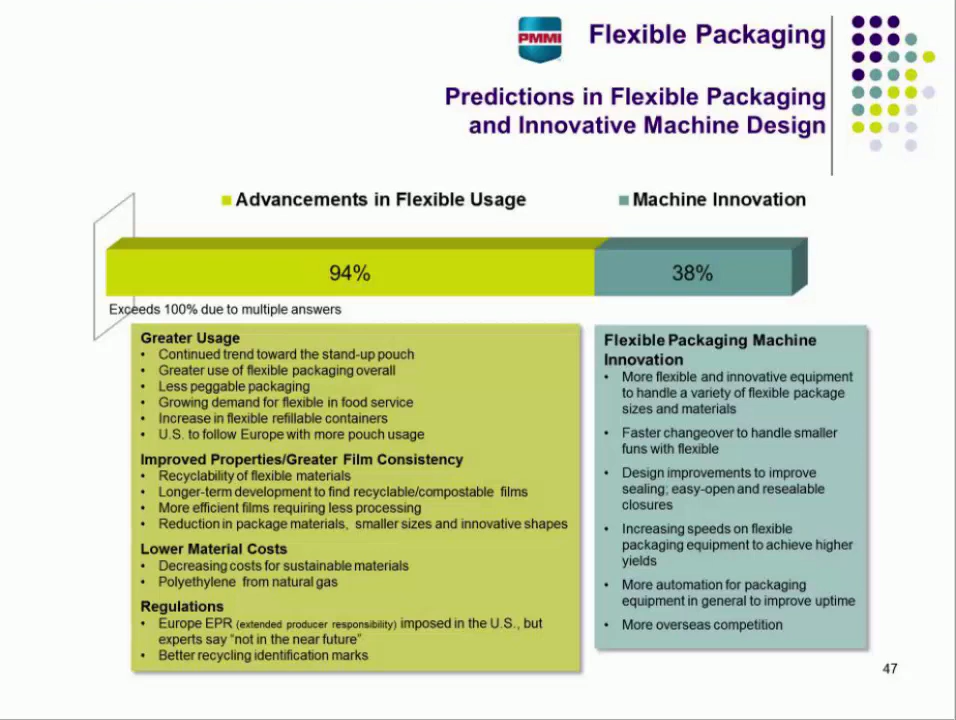 PMMI
Flexible Packaging
Predictions in Flexible Packaging
and Innovative Machine Design
Advancements in Flexible Usage
Machine Innovation
94%
38%
Exceeds 100% due to multiple answers
Greater Usage
• Continued trend toward the stand-up pouch
• Greater use of flexible packaging overall
• Less peggable packaging
• Growing demand for flexible in food service
• Increase in flexible refillable containers
• U.S. to follow Europe with more pouch usage
Improved Properties/Greater Film Consistency
• Recyclability of flexible materials
• Longer-term development to find recyclable/compostable films
• More efficient films requiring less processing
• Reduction in package materials, smaller sizes and innovative shapes
Lower Material Costs
• Decreasing costs for sustainable materials
• Polyethylene from natural gas
Regulations
• Europe EPR (extended producer responsibility) imposed in the U.S., but
experts say “not in the near future”
• Better recycling identification marks
Flexible Packaging Machine
Innovation
• More flexible and innovative equipment
to handle a variety of flexible package
sizes and materials
• Faster changeover to handle smaller
funs with flexible
• Design improvements to improve
sealing; easy-open and resealable
closures
• Increasing speeds on flexible
packaging equipment to achieve higher
yields
• More automation for packaging
equipment in general to improve uptime
• More overseas competition
47